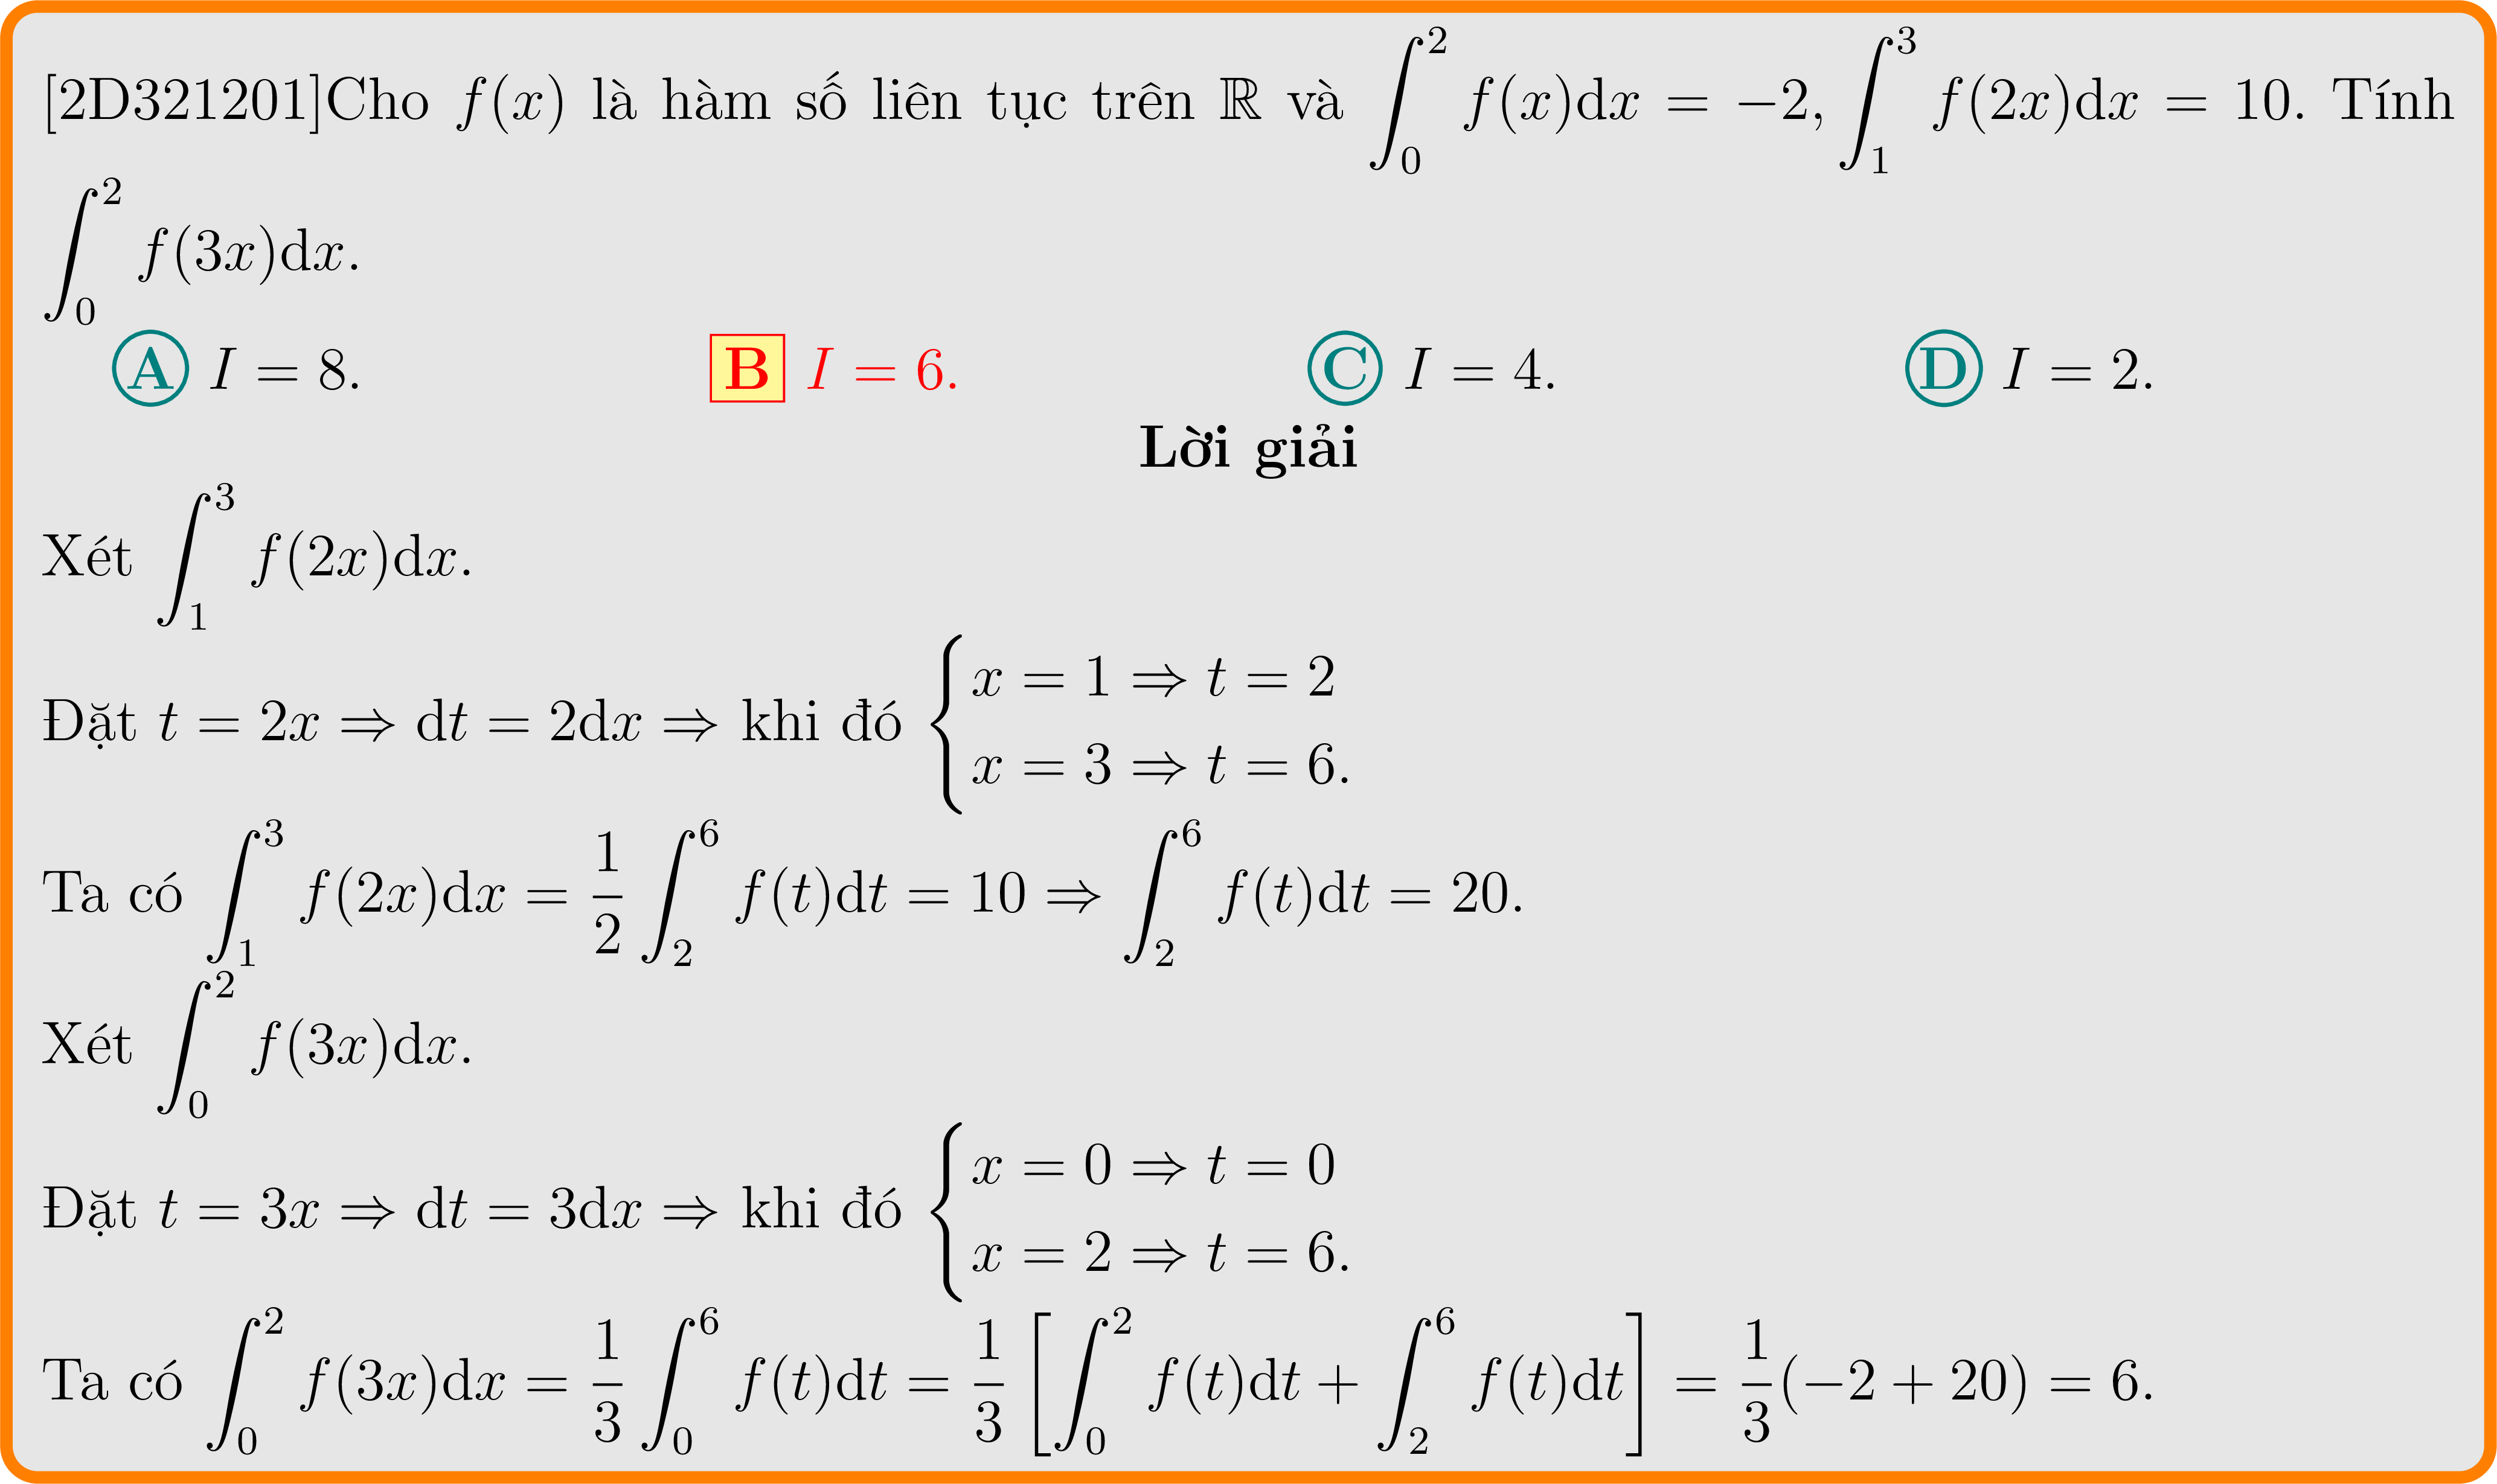 [2D321201]Cho $f(x)$ là hàm số liên tục trên $\mathbb{R}$ và $\int_0^2 f(x)\mathrm{d}x = -2, \int_1^3 f(2x)\mathrm{d}x = 10$. Tính
$\int_0^2 f(3x)\mathrm{d}x$.
A $I = 8$. B $I = 6$. C $I = 4$. D $I = 2$.
Lời giải
Xét $\int_1^3 f(2x)\mathrm{d}x$.
Đặt $t = 2x \Rightarrow \mathrm{d}t = 2\mathrm{d}x \Rightarrow$ khi đó $\begin{cases} x = 1 \Rightarrow t = 2 \\ x = 3 \Rightarrow t = 6. \end{cases}$
Ta có $\int_1^3 f(2x)\mathrm{d}x = \frac{1}{2} \int_2^6 f(t)\mathrm{d}t = 10 \Rightarrow \int_2^6 f(t)\mathrm{d}t = 20$.
Xét $\int_0^2 f(3x)\mathrm{d}x$.
Đặt $t = 3x \Rightarrow \mathrm{d}t = 3\mathrm{d}x \Rightarrow$ khi đó $\begin{cases} x = 0 \Rightarrow t = 0 \\ x = 2 \Rightarrow t = 6. \end{cases}$
Ta có $\int_0^2 f(3x)\mathrm{d}x = \frac{1}{3} \int_0^6 f(t)\mathrm{d}t = \frac{1}{3} \left[ \int_0^2 f(t)\mathrm{d}t + \int_2^6 f(t)\mathrm{d}t \right] = \frac{1}{3}(-2 + 20) = 6$.